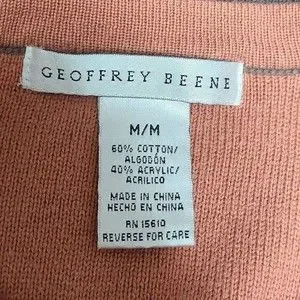 GEOFFREY BEENE
M/M
60% COTTON/
ALGODÓN
40% ACRYLIC/
ACRILICO
MADE IN CHINA
HECHO EN CHINA
RN 15610
REVERSE FOR CARE